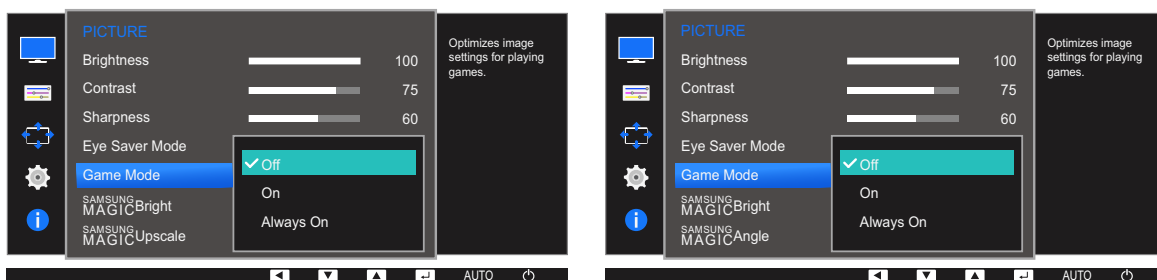 PICTURE
Brightness 100
Contrast 75
Sharpness 60
Eye Saver Mode
Game Mode
SAMSUNG
MAGICBright
SAMSUNG
MAGICUpscale
Off
On
Always On
Optimizes image
settings for playing
games.
AUTO
PICTURE
Brightness 100
Contrast 75
Sharpness 60
Eye Saver Mode
Game Mode
SAMSUNG
MAGICBright
SAMSUNG
MAGICAngle
Off
On
Always On
Optimizes image
settings for playing
games.
AUTO